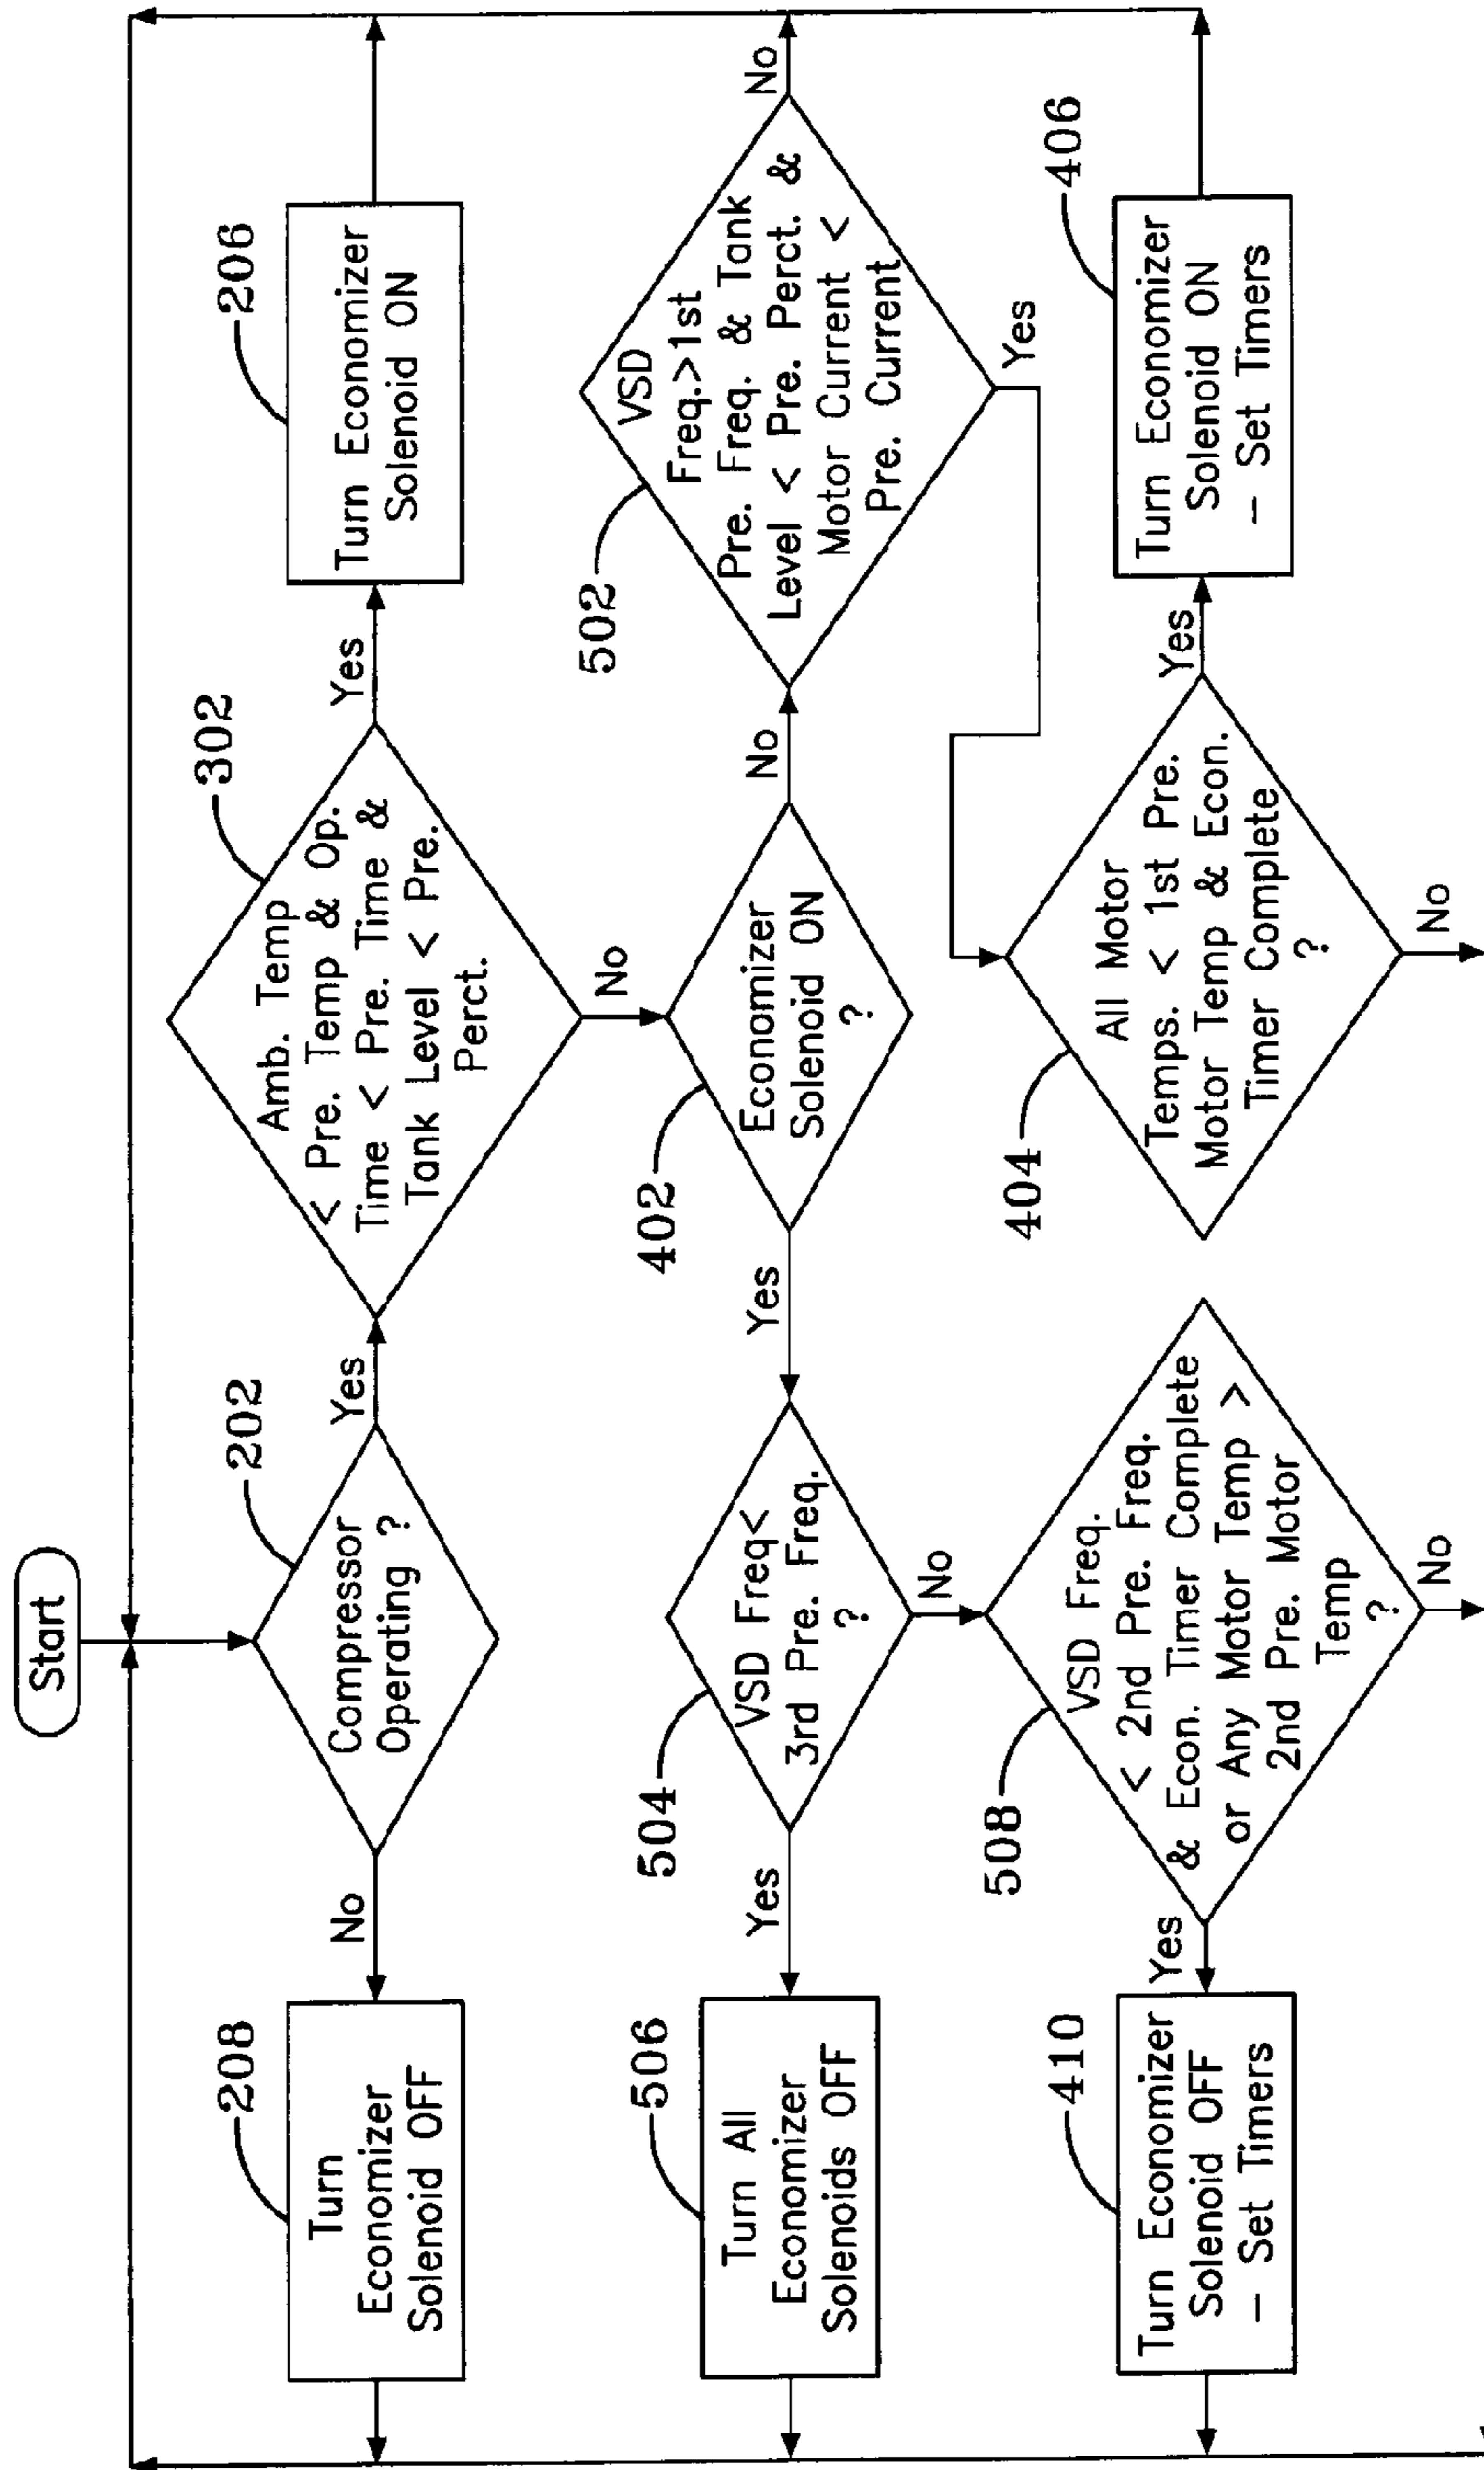 Start
Compressor
Operating ?
202
No
Yes
Turn
Economizer
Solenoid OFF
208
Amb. Temp
< Pre. Temp & Op.
Time < Pre. Time &
Tank Level < Pre.
Perct.
302
Yes
No
Turn Economizer
Solenoid ON
206
Economizer
Solenoid ON
?
402
Yes
No
VSD Freq<
3rd Pre. Freq.
?
504
Yes
No
Turn All
Economizer
Solenoids OFF
506
VSD
Freq.>1st
Pre. Freq. & Tank
Level < Pre. Perct. &
Motor Current <
Pre. Current
502
No
Yes
VSD Freq.
< 2nd Pre. Freq.
& Econ. Timer Complete
or Any Motor Temp >
2nd Pre. Motor
Temp
?
508
Yes
No
Turn Economizer
Solenoid OFF
– Set Timers
410
All Motor
Temps. < 1st Pre.
Motor Temp & Econ.
Timer Complete
?
404
Yes
No
Turn Economizer
Solenoid ON
– Set Timers
406